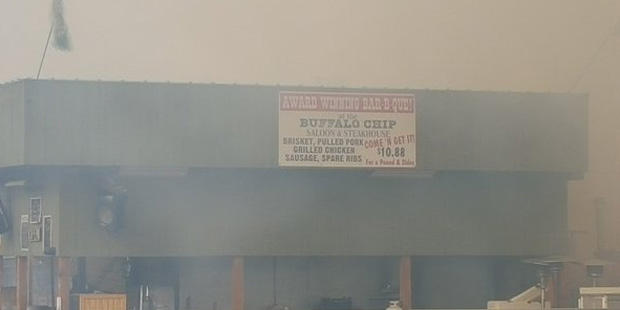 AWARD WINNING BAR-B-QUE!
at the
BUFFALO CHIP
SALOON & STEAKHOUSE
BRISKET, PULLED PORK
GRILLED CHICKEN
SAUSAGE, SPARE RIBS
COME 'N GET IT!
$10.88
For a Pound & Sides